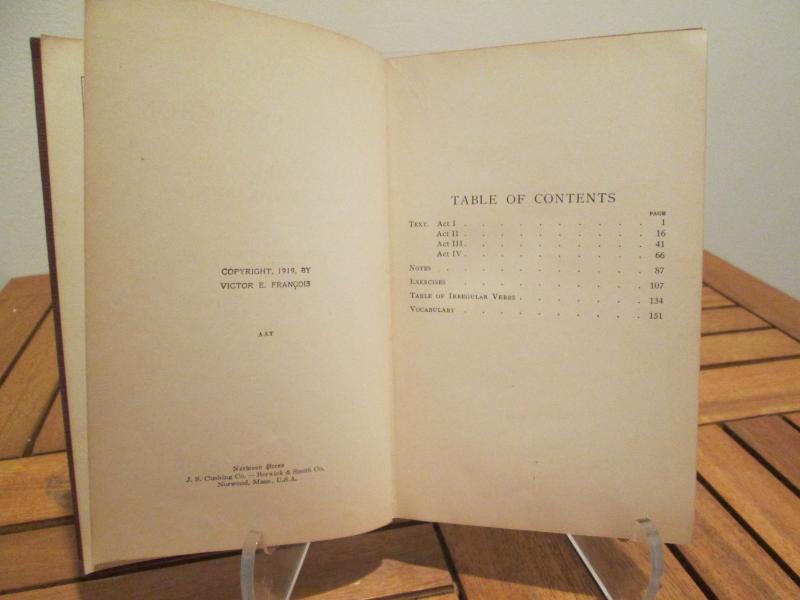 COPYRIGHT, 1919, BY
VICTOR E. FRANÇOIS
AAT
Norwood Press
J. S. Cushing Co. — Berwick & Smith Co.
Norwood, Mass., U.S.A.
TABLE OF CONTENTS
PAGE
TEXT. Act I . . . . . . . . . . 1
Act II . . . . . . . . . . 16
Act III . . . . . . . . . . 41
Act IV . . . . . . . . . . 66
NOTES . . . . . . . . . . . 87
EXERCISES . . . . . . . . . . 107
TABLE OF IRREGULAR VERBS . . . . . . . 134
VOCABULARY . . . . . . . . . . 151